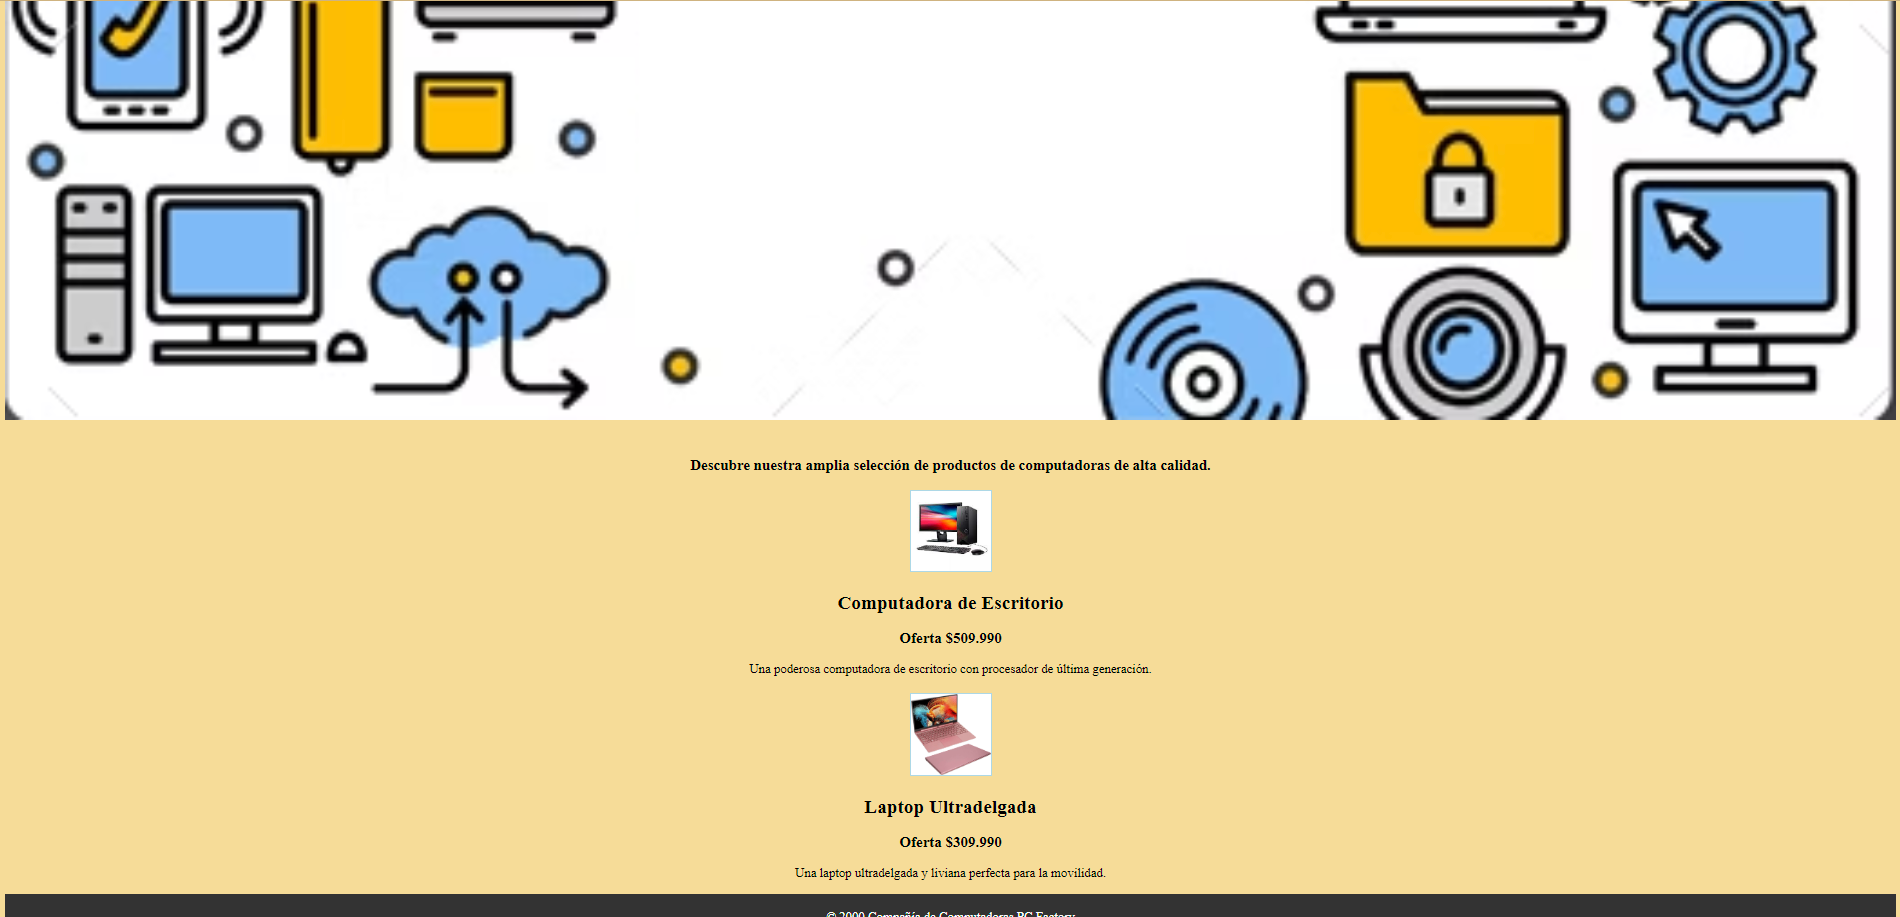 Descubre nuestra amplia selección de productos de computadoras de alta calidad.
Computadora de Escritorio
Oferta $509.990
Una poderosa computadora de escritorio con procesador de última generación.
Laptop Ultradelgada
Oferta $309.990
Una laptop ultradelgada y liviana perfecta para la movilidad.
© 2000 Compañía de Computadoras PC Factory